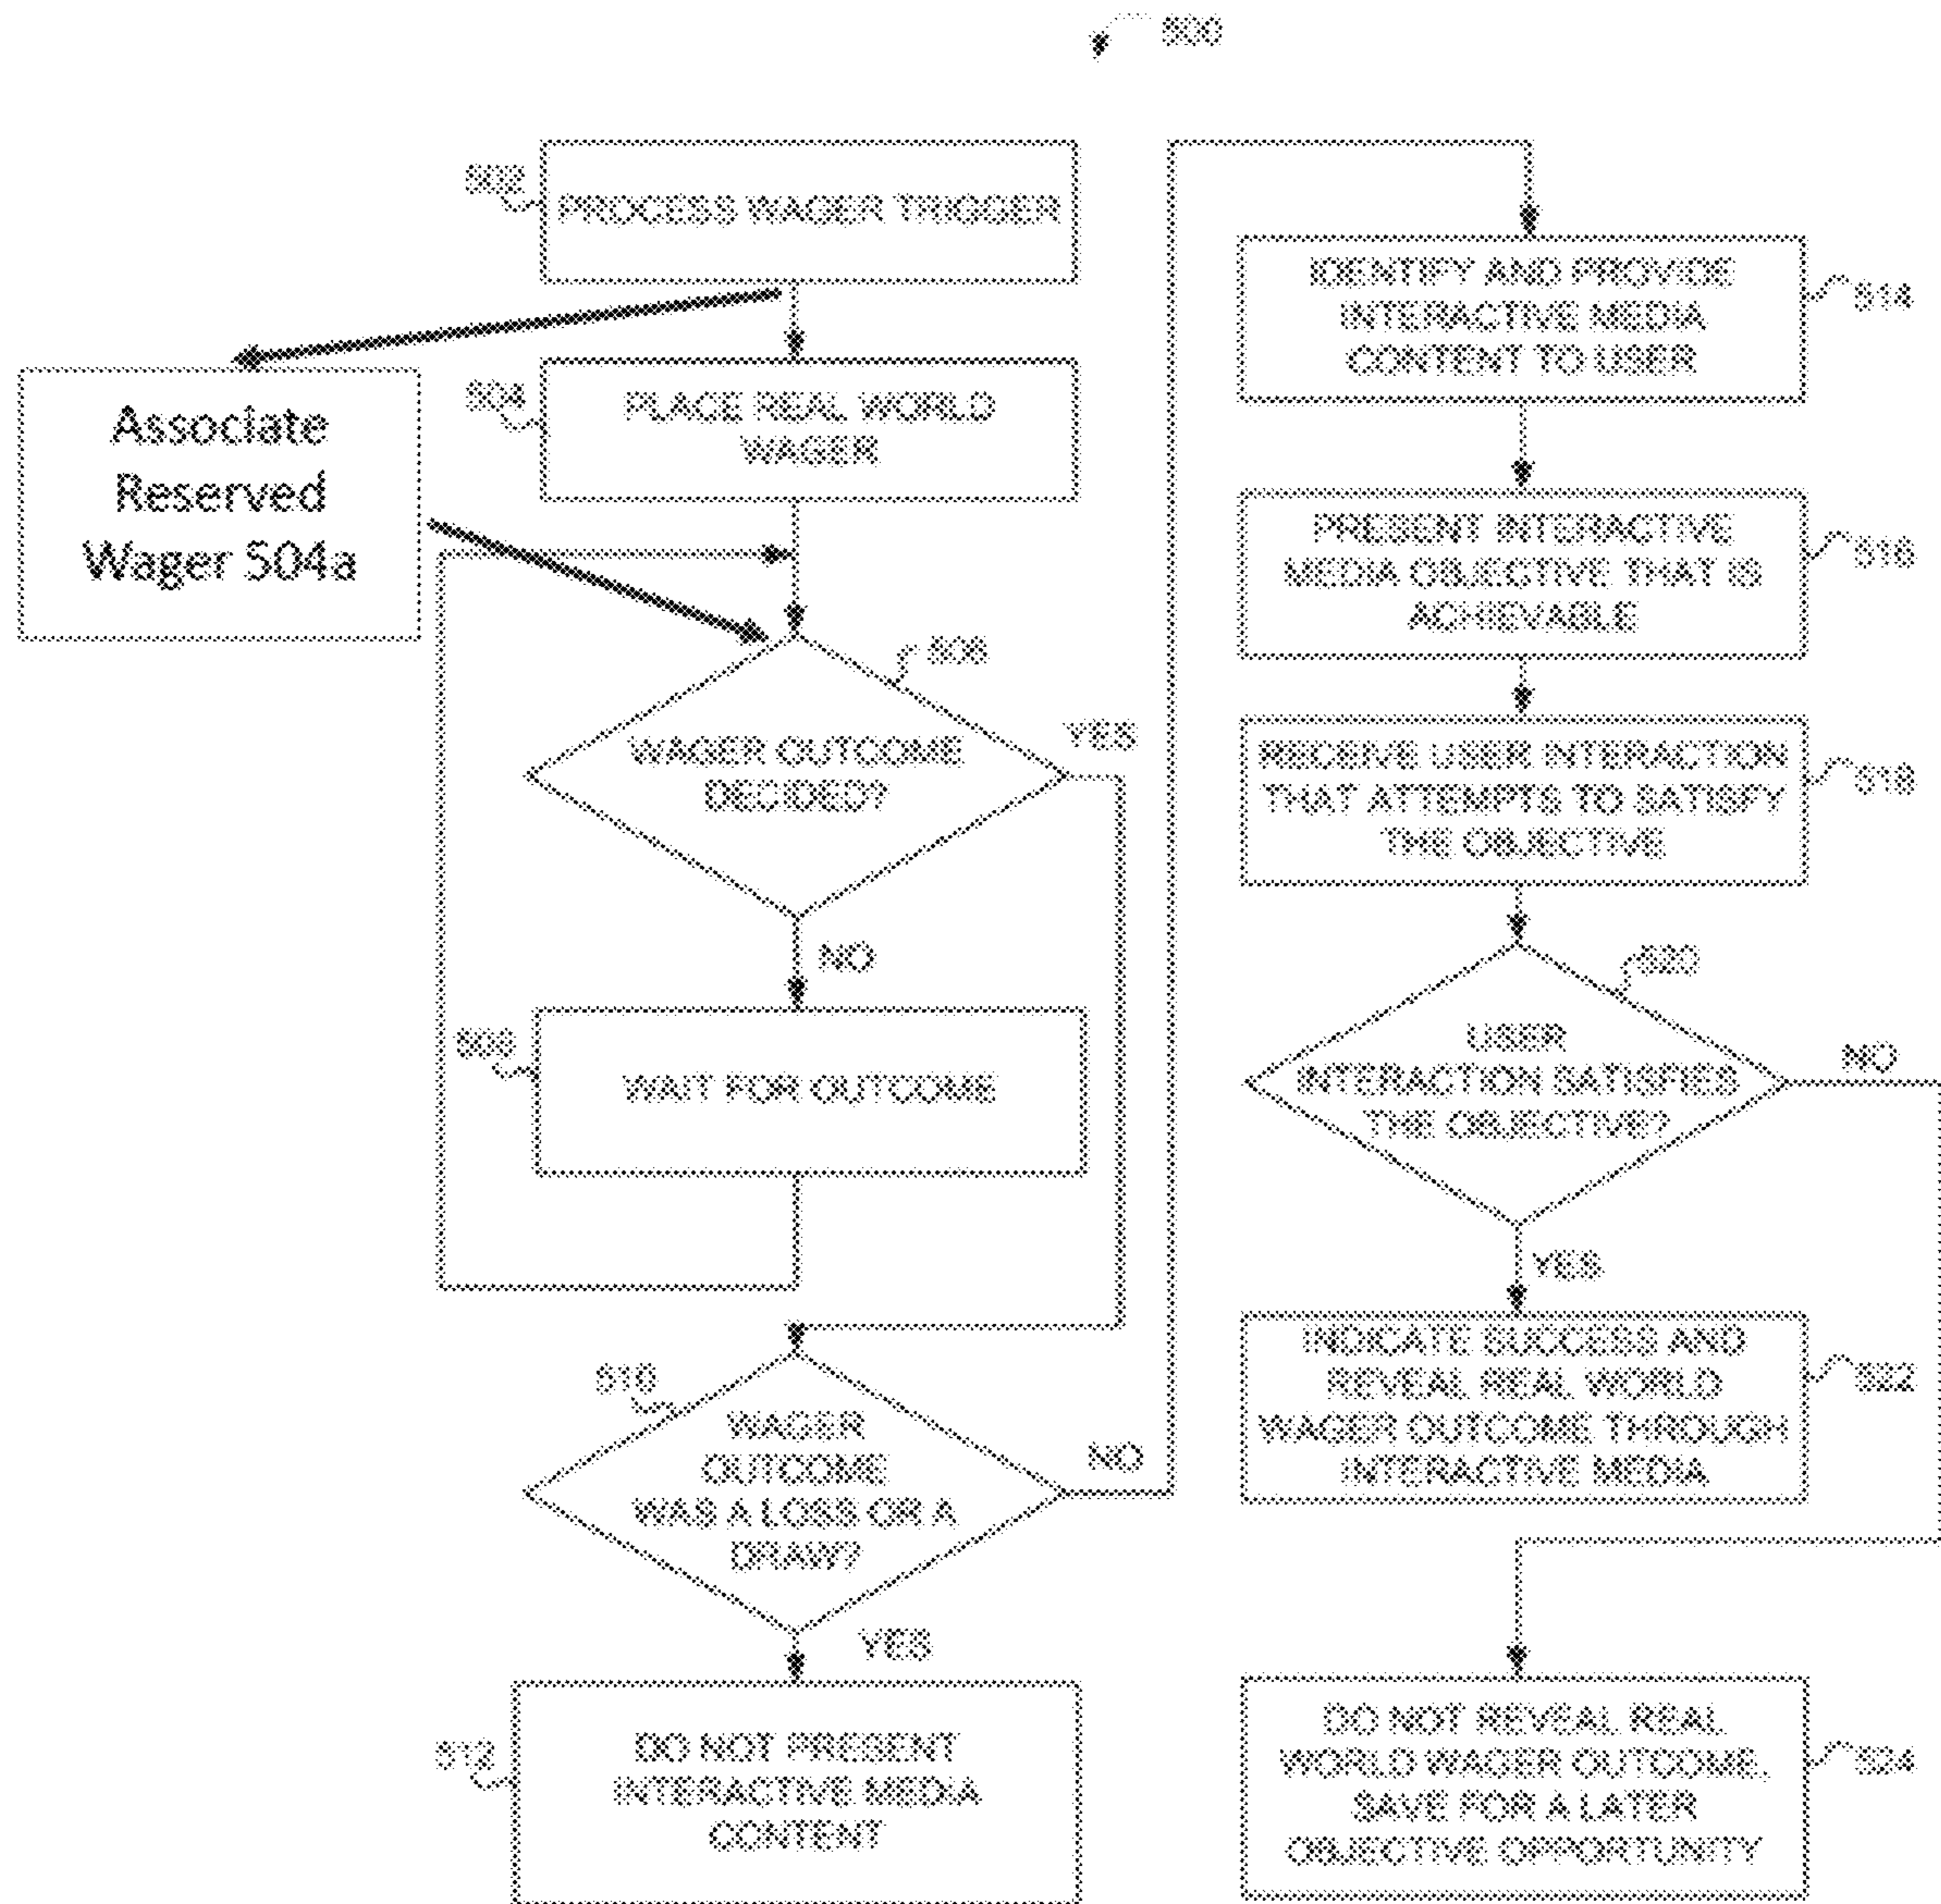 500
502
PROCESS WAGER TRIGGER
Associate
Reserved
Wager 504a
504
PLACE REAL WORLD
WAGER
506
WAGER OUTCOME
DECIDED?
YES
NO
508
WAIT FOR OUTCOME
510
WAGER
OUTCOME
WAS A LOSS OR A
DRAW?
NO
YES
512
DO NOT PRESENT
INTERACTIVE MEDIA
CONTENT
IDENTIFY AND PROVIDE
INTERACTIVE MEDIA
CONTENT TO USER
514
PRESENT INTERACTIVE
MEDIA OBJECTIVE THAT IS
ACHIEVABLE
516
RECEIVE USER INTERACTION
THAT ATTEMPTS TO SATISFY
THE OBJECTIVE
518
520
USER
INTERACTION SATISFIES
THE OBJECTIVE?
NO
YES
INDICATE SUCCESS AND
REVEAL REAL WORLD
WAGER OUTCOME THROUGH
INTERACTIVE MEDIA
522
DO NOT REVEAL REAL
WORLD WAGER OUTCOME,
SAVE FOR A LATER
OBJECTIVE OPPORTUNITY
524